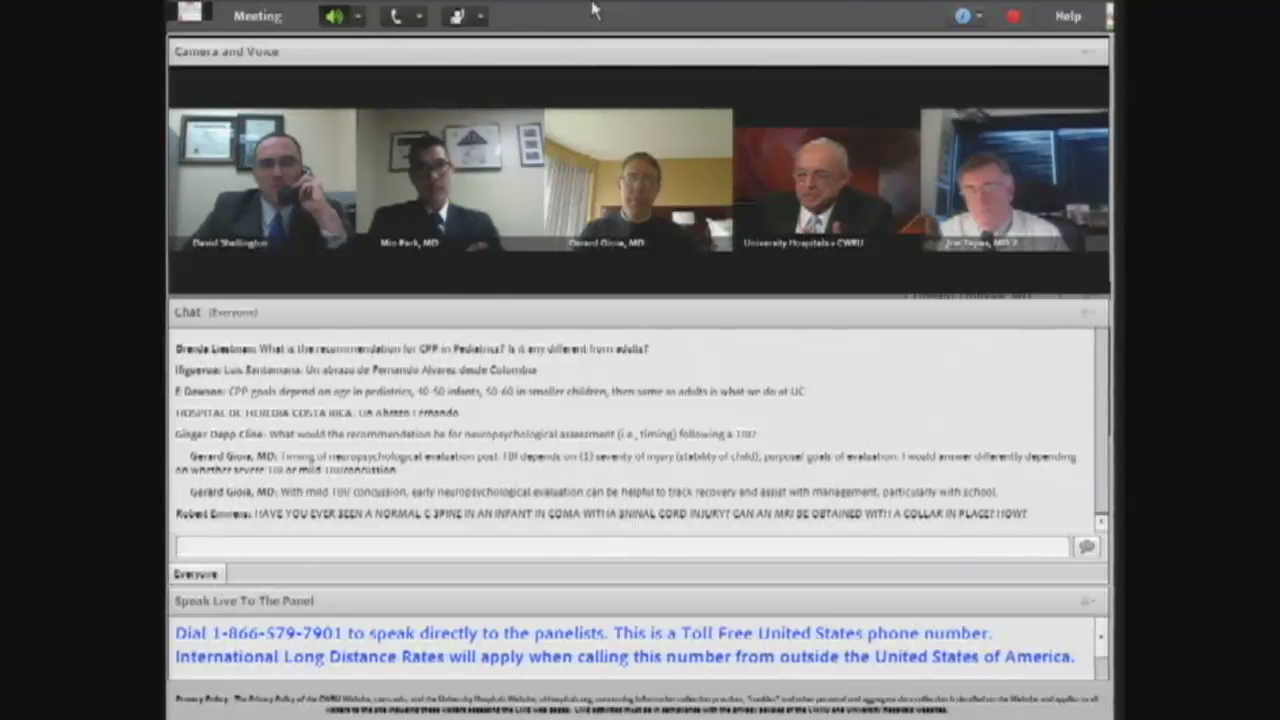 Meeting
Help
Camera and Voice
David Shellington
Min Park, MD
Gerard Gioia, MD
University Hospitals - CWRU
Joe Tepas, MD 2
Chat (Everyone)
What is the recommendation for CPP in Pediatrics? Is it any different from adults?
Luis Santamaria. Un abrazo de Fernando Alvarez desde Colombia
F Dawson: CPP goals depend on age in pediatrics, 40-50 infants, 50-60 in smaller children, then same as adults is what we do at UC
HOSPITAL DE HEREDIA COSTA RICA: Un Abrazo Fernando
Ginger Depp Cline: What would the recommendation be for neuropsychological assessment (i.e., timing) following a TBI?
Gerard Gioia, MD: Timing of neuropsychological evaluation post TBI depends on (1) severity of injury (stability of child), purpose/ goals of evaluation. I would answer differently depending
on whether severe TBI or mild TBI/concussion
Gerard Gioia, MD: With mild TBI/ concussion, early neuropsychological evaluation can be helpful to track recovery and assist with management, particularly with school.
Robert HAVE YOU EVER SEEN A NORMAL C SPINE IN AN INFANT IN COMA WITH A SPINAL CORD INJURY? CAN AN MRI BE OBTAINED WITH A COLLAR IN PLACE? HOW?
Everyone
Speak Live To The Panel
Dial 1-866-579-7901 to speak directly to the panelists. This is a Toll Free United States phone number.
International Long Distance Rates will apply when calling this number from outside the United States of America.